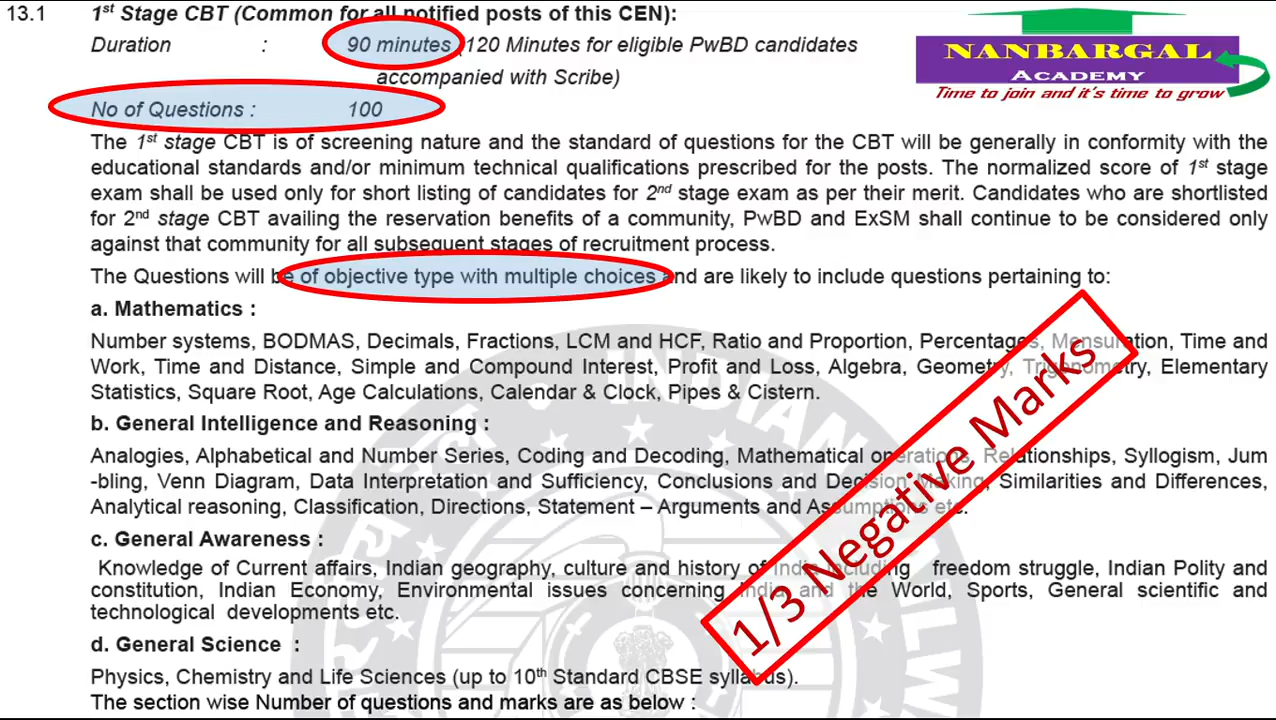 13.1 1st Stage CBT (Common for all notified posts of this CEN):
Duration : 90 minutes (120 Minutes for eligible PwBD candidates
accompanied with Scribe)
No of Questions : 100
NANBARGAL
ACADEMY
Time to join and it's time to grow
The 1st stage CBT is of screening nature and the standard of questions for the CBT will be generally in conformity with the
educational standards and/or minimum technical qualifications prescribed for the posts. The normalized score of 1st stage
exam shall be used only for short listing of candidates for 2nd stage exam as per their merit. Candidates who are shortlisted
for 2nd stage CBT availing the reservation benefits of a community, PwBD and ExSM shall continue to be considered only
against that community for all subsequent stages of recruitment process.
The Questions will be of objective type with multiple choices and are likely to include questions pertaining to:
a. Mathematics :
Number systems, BODMAS, Decimals, Fractions, LCM and HCF, Ratio and Proportion, Percentages, Mensuration, Time and
Work, Time and Distance, Simple and Compound Interest, Profit and Loss, Algebra, Geometry, Trigonometry, Elementary
Statistics, Square Root, Age Calculations, Calendar & Clock, Pipes & Cistern.
b. General Intelligence and Reasoning :
Analogies, Alphabetical and Number Series, Coding and Decoding, Mathematical operations, Relationships, Syllogism, Jum
-bling, Venn Diagram, Data Interpretation and Sufficiency, Conclusions and Decision Making, Similarities and Differences,
Analytical reasoning, Classification, Directions, Statement – Arguments and Assumptions etc.
1/3 Negative Marks
c. General Awareness :
Knowledge of Current affairs, Indian geography, culture and history of India including freedom struggle, Indian Polity and
constitution, Indian Economy, Environmental issues concerning India and the World, Sports, General scientific and
technological developments etc.
d. General Science :
Physics, Chemistry and Life Sciences (up to 10th Standard CBSE syllabus).
The section wise Number of questions and marks are as below :
INDIAN